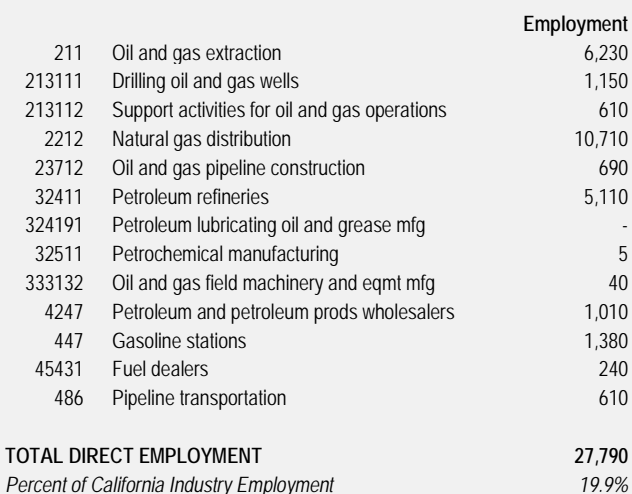 Employment
211 Oil and gas extraction 6,230
213111 Drilling oil and gas wells 1,150
213112 Support activities for oil and gas operations 610
2212 Natural gas distribution 10,710
23712 Oil and gas pipeline construction 690
32411 Petroleum refineries 5,110
324191 Petroleum lubricating oil and grease mfg -
32511 Petrochemical manufacturing 5
333132 Oil and gas field machinery and eqmt mfg 40
4247 Petroleum and petroleum prods wholesalers 1,010
447 Gasoline stations 1,380
45431 Fuel dealers 240
486 Pipeline transportation 610
TOTAL DIRECT EMPLOYMENT 27,790
Percent of California Industry Employment 19.9%